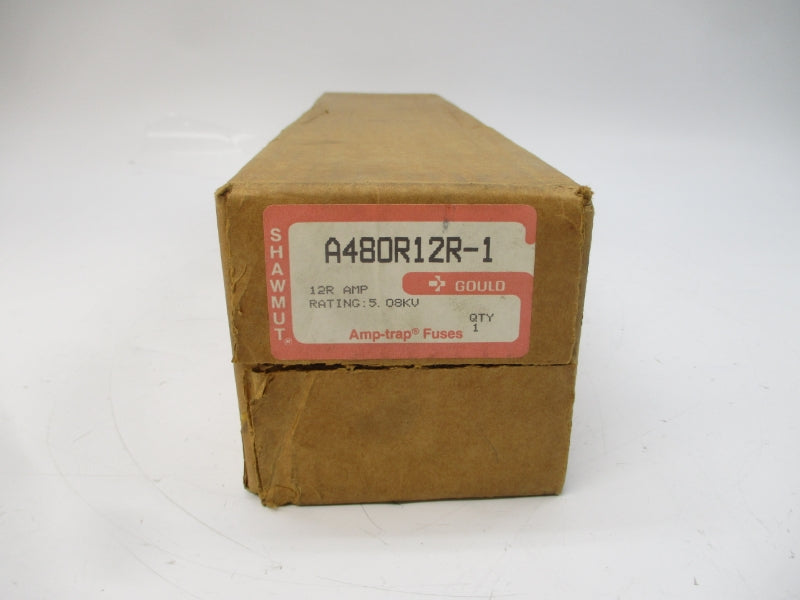 SHAWMUT®
A480R12R-1
GOULD
12R AMP
RATING:5.08KV
QTY
1
Amp-trap® Fuses